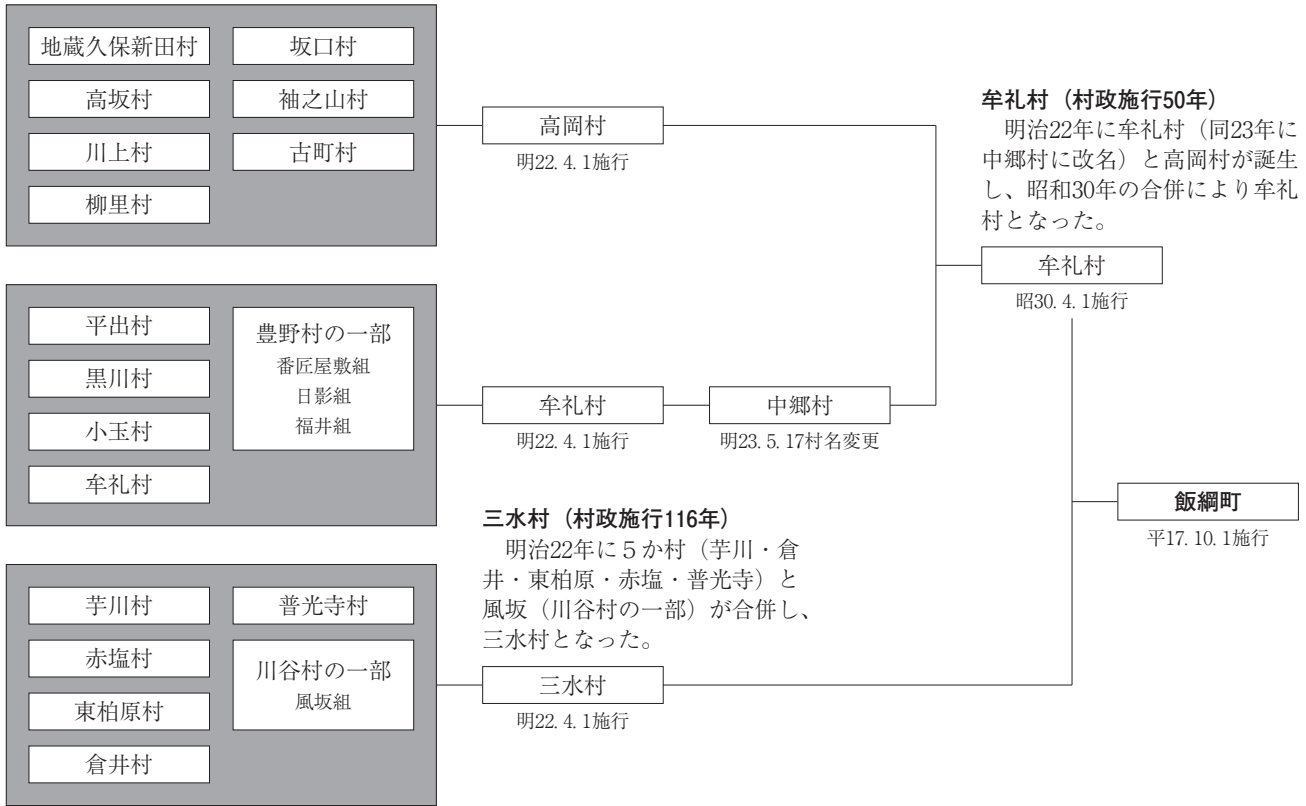 地蔵久保新田村
坂口村
高坂村
袖之山村
川上村
古町村
柳里村
高岡村
明22. 4. 1施行
平出村
黒川村
小玉村
牟礼村
豊野村の一部
番匠屋敷組
日影組
福井組
牟礼村
明22. 4. 1施行
中郷村
明23. 5. 17村名変更
牟礼村（村政施行50年）
明治22年に牟礼村（同23年に
中郷村に改名）と高岡村が誕生
し、昭和30年の合併により牟礼
村となった。
牟礼村
昭30. 4. 1施行
芋川村
普光寺村
赤塩村
東柏原村
倉井村
川谷村の一部
風坂組
三水村（村政施行116年）
明治22年に５か村（芋川・倉
井・東柏原・赤塩・普光寺）と
風坂（川谷村の一部）が合併し、
三水村となった。
三水村
明22. 4. 1施行
飯綱町
平17. 10. 1施行